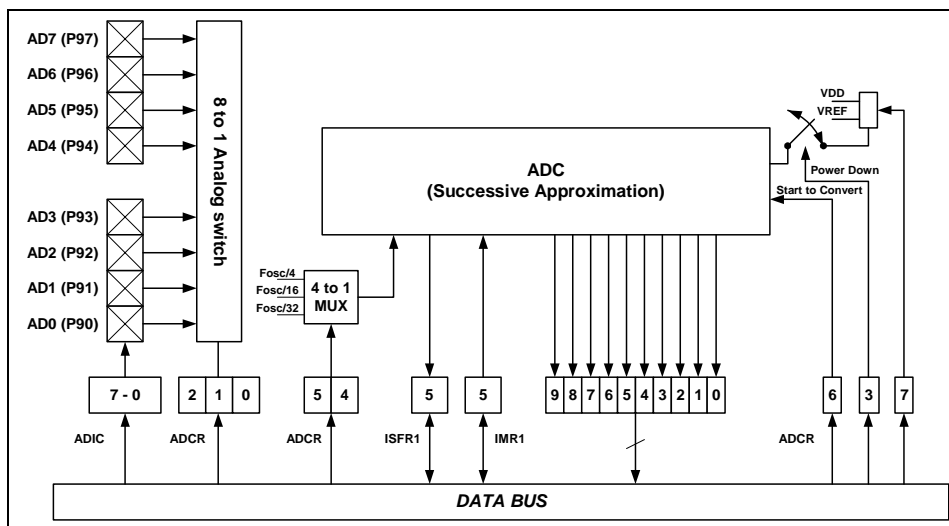 AD7 (P97)
AD6 (P96)
AD5 (P95)
AD4 (P94)
AD3 (P93)
AD2 (P92)
AD1 (P91)
AD0 (P90)
8 to 1 Analog switch
ADC
(Successive Approximation)
VDD
VREF
Power Down
Start to Convert
Fosc/4
Fosc/16
Fosc/32
4 to 1
MUX
7 - 0
2 1 0
5 4
5
5
9 8 7 6 5 4 3 2 1 0
6
3
7
ADIC
ADCR
ADCR
ISFR1
IMR1
ADCR
DATA BUS